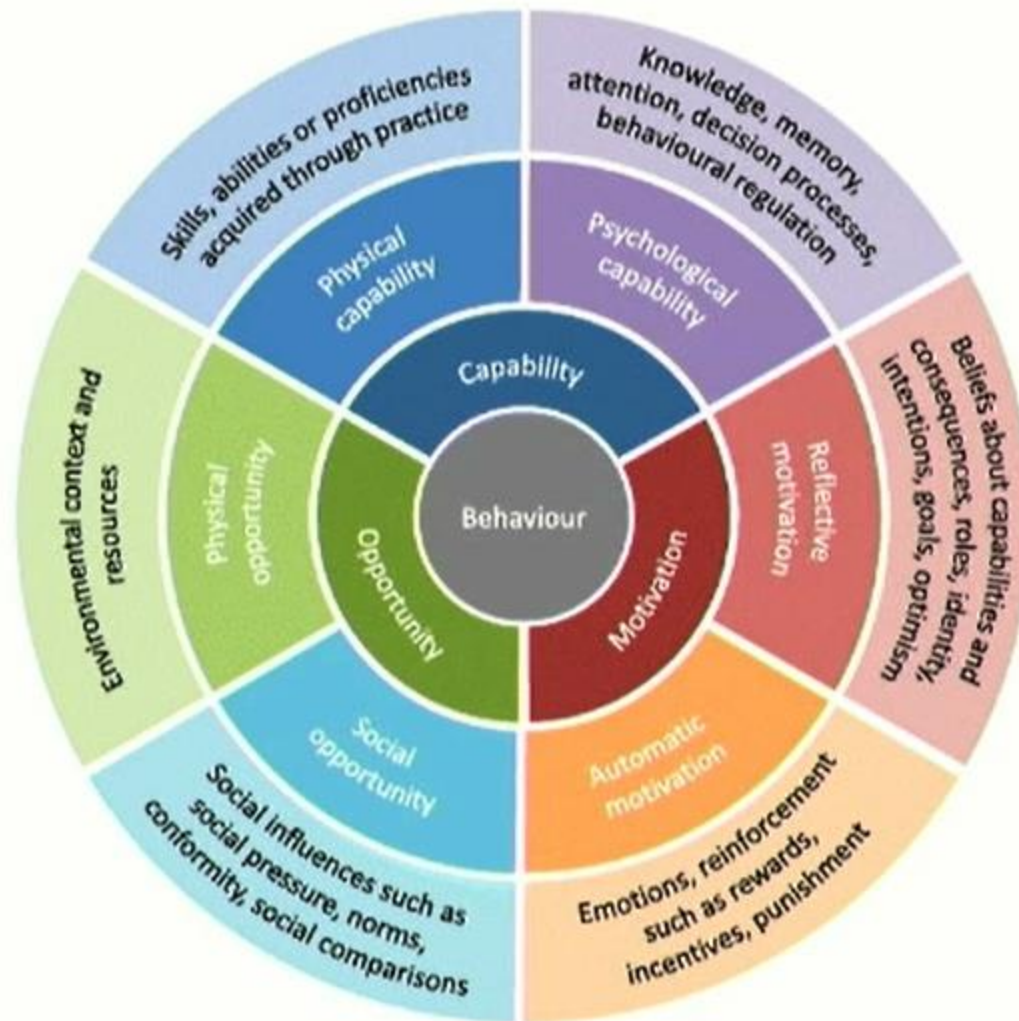 Skills, abilities or proficiencies
acquired through practice
Knowledge, memory,
attention, decision processes,
behavioural regulation
Physical
capability
Psychological
capability
Capability
Environmental context and
resources
Physical
opportunity
Opportunity
Behaviour
Motivation
Reflective
motivation
Beliefs about capabilities and
consequences, roles, identitity,
intentions, goals, optimism
Social
opportunity
Automatic
motivation
Social influences such as
social pressure, norms,
conformity, social comparisons
Emotions, reinforcement
such as rewards,
incentives, punishment